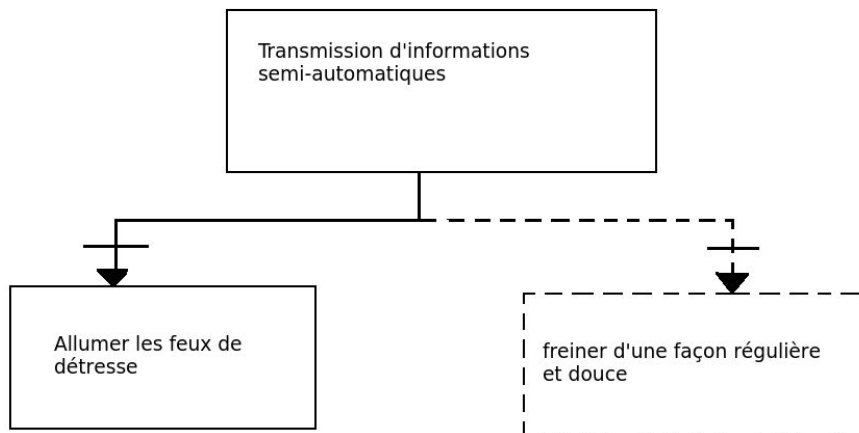 Transmission d'informations
semi-automatiques
Allumer les feux de
détresse
freiner d'une façon régulière
et douce